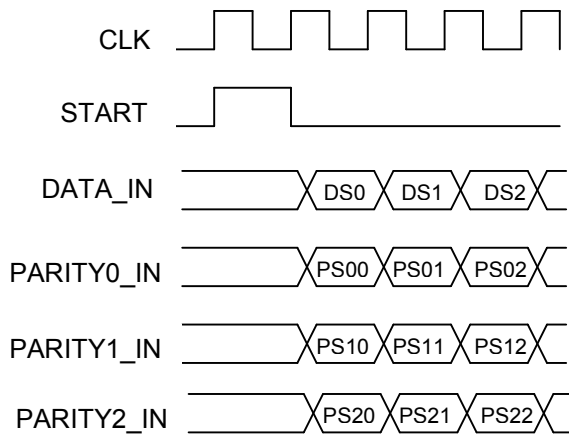 CLK
START
DATA_IN DS0 DS1 DS2
PARITY0_IN PS00 PS01 PS02
PARITY1_IN PS10 PS11 PS12
PARITY2_IN PS20 PS21 PS22